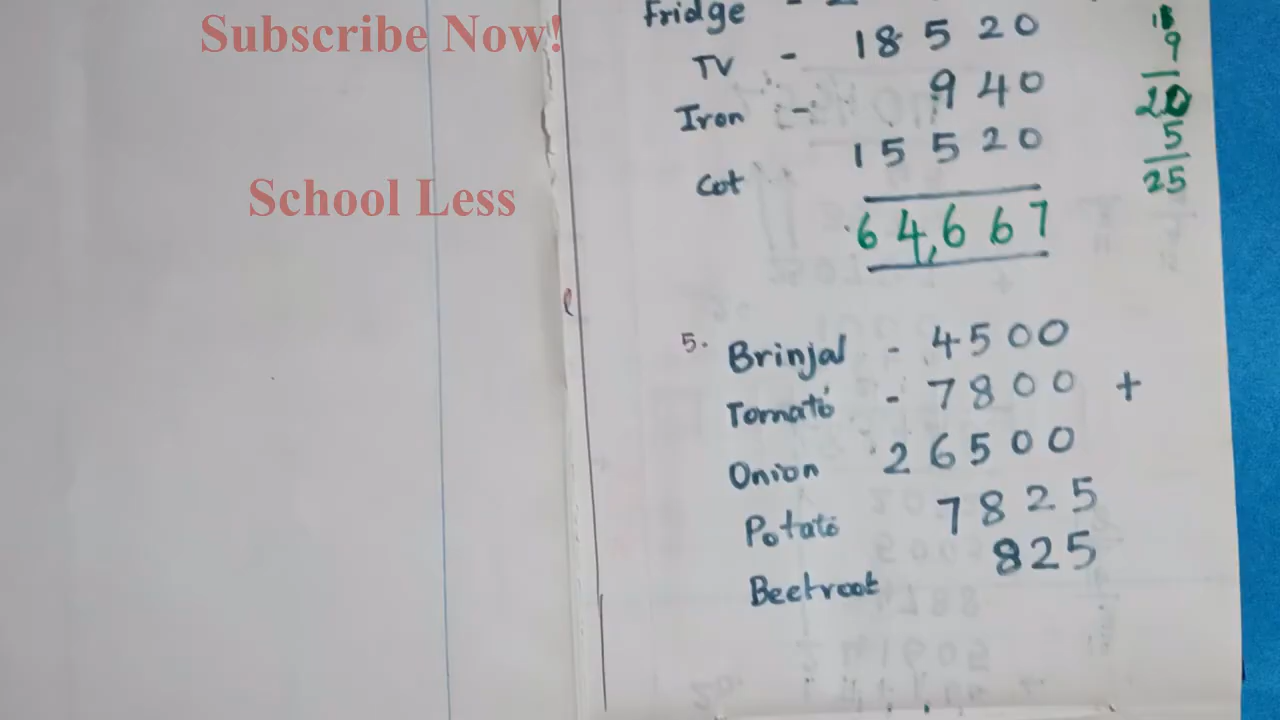 Subscribe Now!
School Less
Fridge -
TV - 18520
Iron - 940
Cot 15520
64,667
9
20
5
25
5. Brinjal - 4500
Tomato - 7800 +
Onion 26500
Potato 7825
Beetroot 825